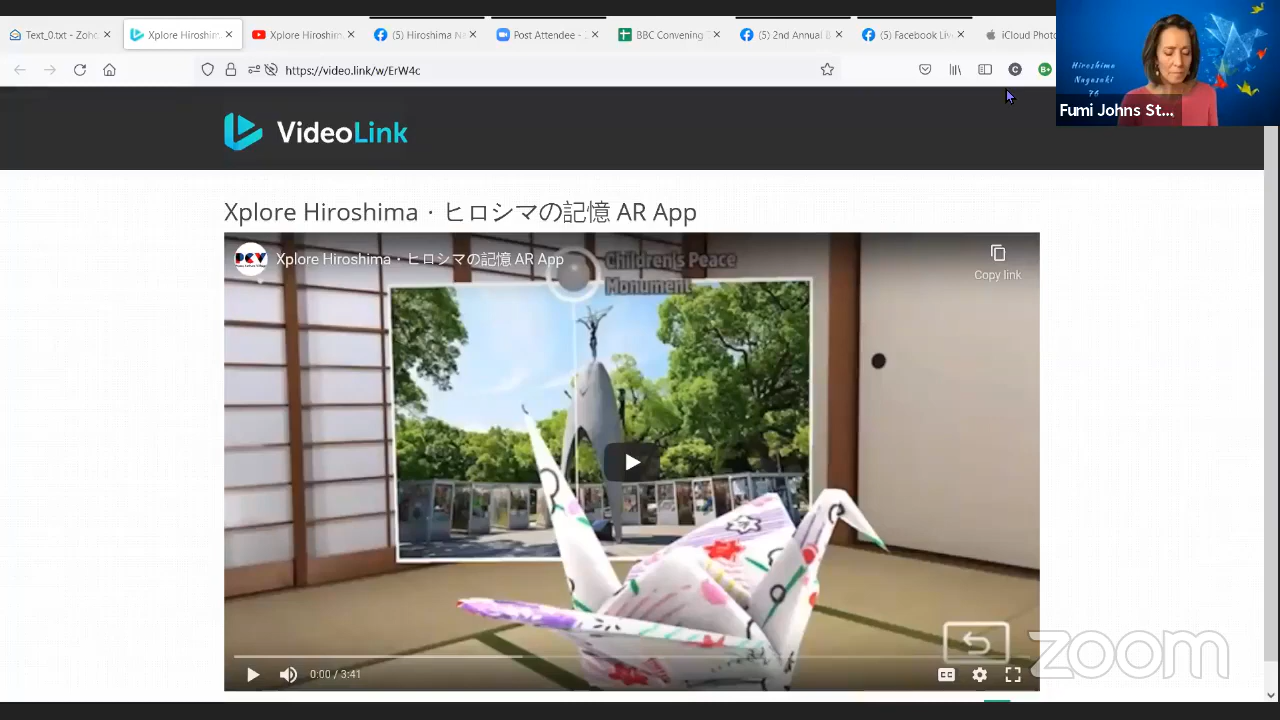 Text_0.txt - Zoho
Xplore Hiroshim
Xplore Hiroshim
(5) Hiroshima Na
Post Attendee - Z
BBC Convening T
(5) 2nd Annual B
(5) Facebook Liv
iCloud Photo
https://video.link/w/ErW4c
Hiroshima
Nagasaki
76
Fumi Johns St...
VideoLink
Xplore Hiroshima・ヒロシマの記憶 AR App
PCV
Xplore Hiroshima・ヒロシマの記憶 AR App
Children's Peace
Monument
Copy link
0:00 / 3:41
CC
zoom